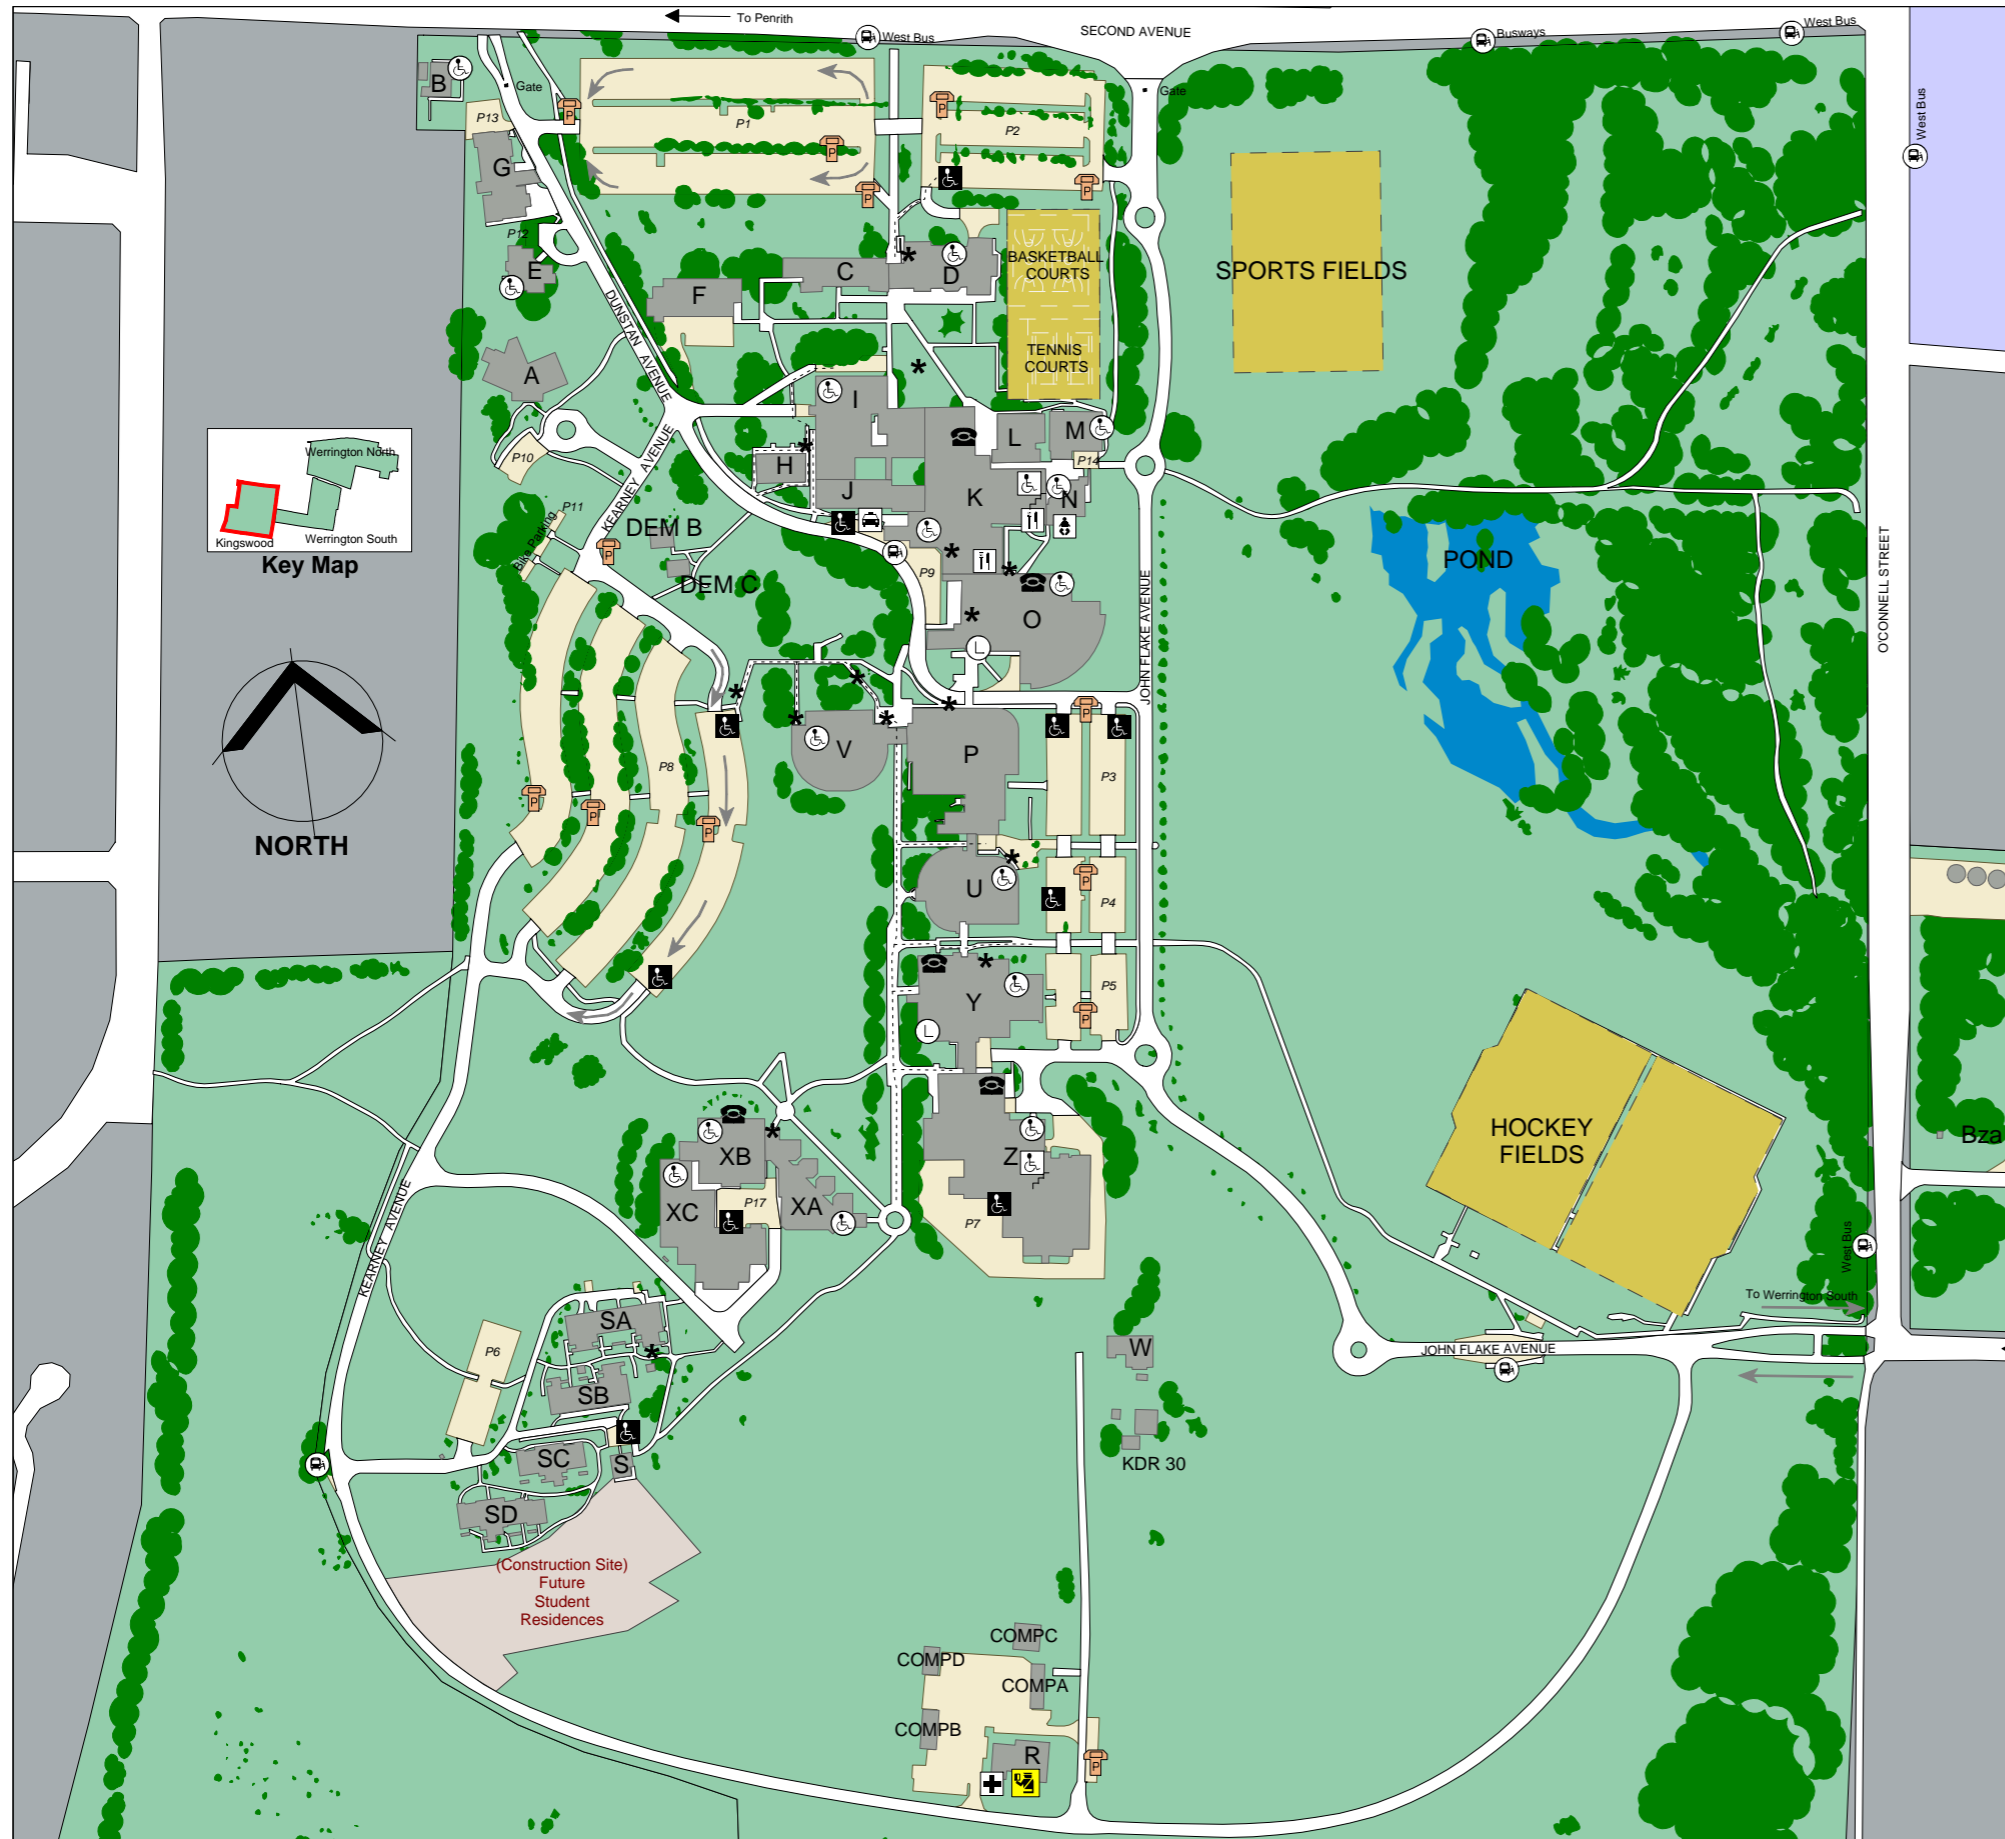 To Penrith
West Bus
SECOND AVENUE
Busways
West Bus
B
Gate
P13
P1
P
P
P
P
P2
P
Gate
West Bus
G
P12
E
C
D
F
BASKETBALL
COURTS
SPORTS FIELDS
DUNSTAN AVENUE
TENNIS
COURTS
A
I
L
M
P14
H
P10
KEARNEY AVENUE
Werrington North
Kingswood
Werrington South
Key Map
J
K
N
P11
Bike Parking
DEM B
P
DEM C
P9
POND
O'CONNELL STREET
O
L
JOHN FLAKE AVENUE
NORTH
V
P
P
P3
P8
P
P
P
U
P
P4
Y
L
P5
P
HOCKEY
FIELDS
Bza
XB
XC
P17
XA
Z
P7
KEARNEY AVENUE
West Bus
To Werrington South
SA
P6
SB
W
JOHN FLAKE AVENUE
SC
S
KDR 30
SD
(Construction Site)
Future
Student
Residences
COMPC
COMPD
COMPA
COMPB
R
P